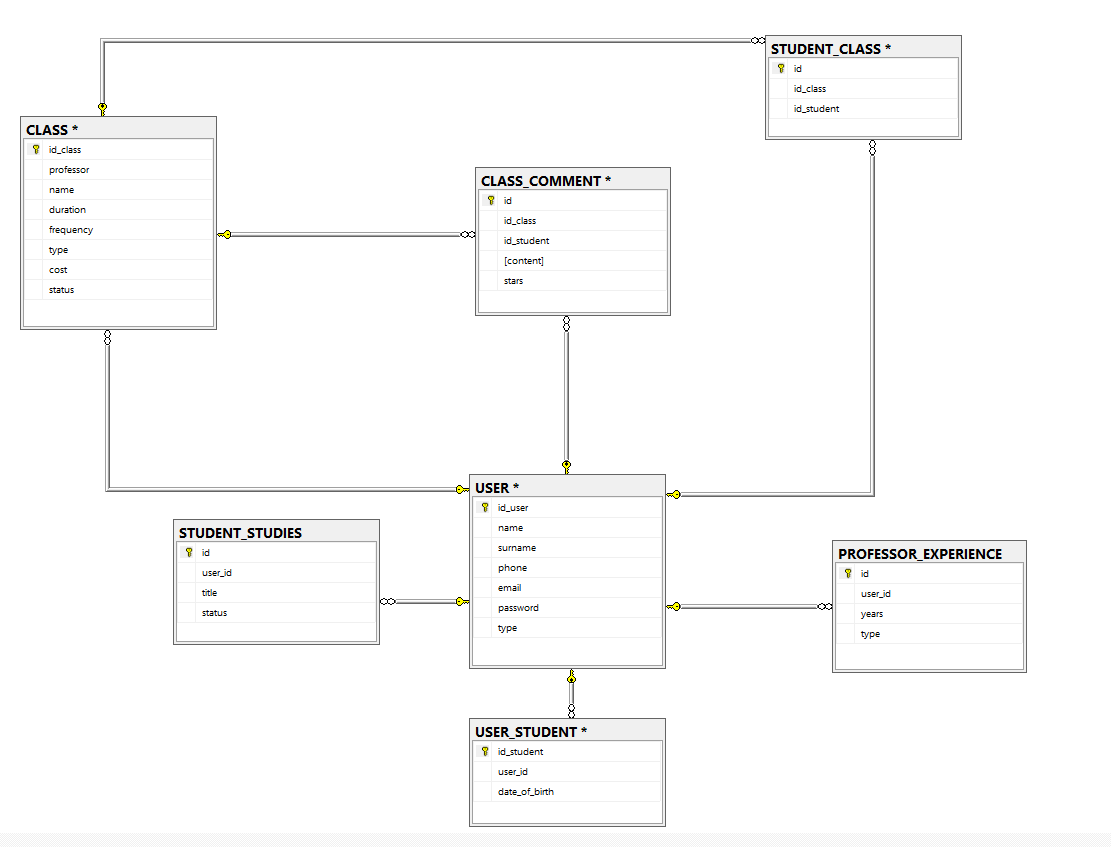 STUDENT_CLASS *
id
id_class
id_student
CLASS *
id_class
professor
name
duration
frequency
type
cost
status
CLASS_COMMENT *
id
id_class
id_student
[content]
stars
USER *
id_user
name
surname
phone
email
password
type
STUDENT_STUDIES
id
user_id
title
status
PROFESSOR_EXPERIENCE
id
user_id
years
type
USER_STUDENT *
id_student
user_id
date_of_birth